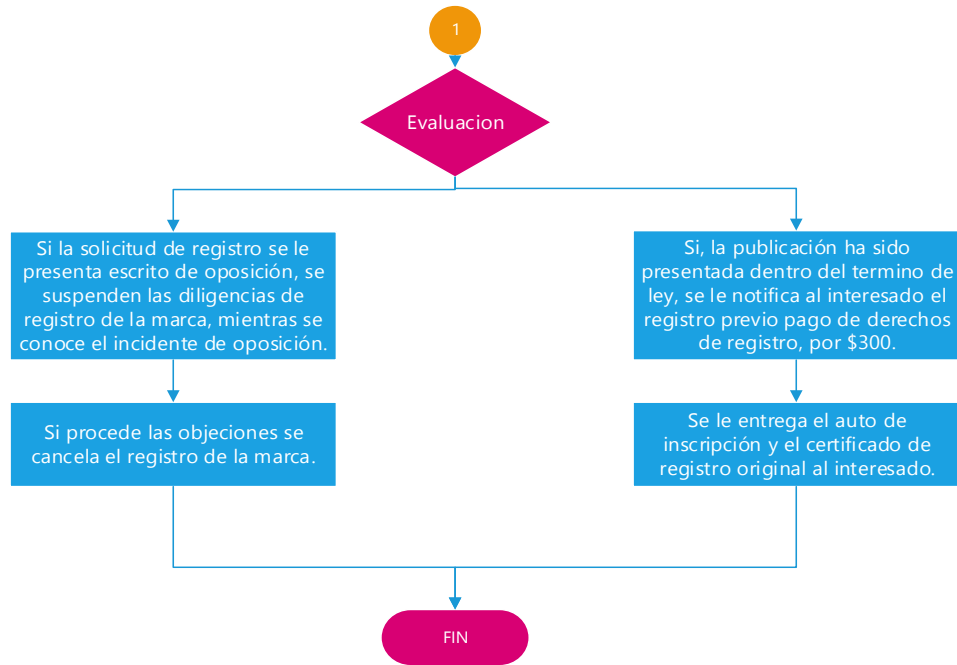 1
Evaluacion
Si la solicitud de registro se le
presenta escrito de oposición, se
suspenden las diligencias de
registro de la marca, mientras se
conoce el incidente de oposición.
Si, la publicación ha sido
presentada dentro del termino de
ley, se le notifica al interesado el
registro previo pago de derechos
de registro, por $300.
Si procede las objeciones se
cancela el registro de la marca.
Se le entrega el auto de
inscripción y el certificado de
registro original al interesado.
FIN